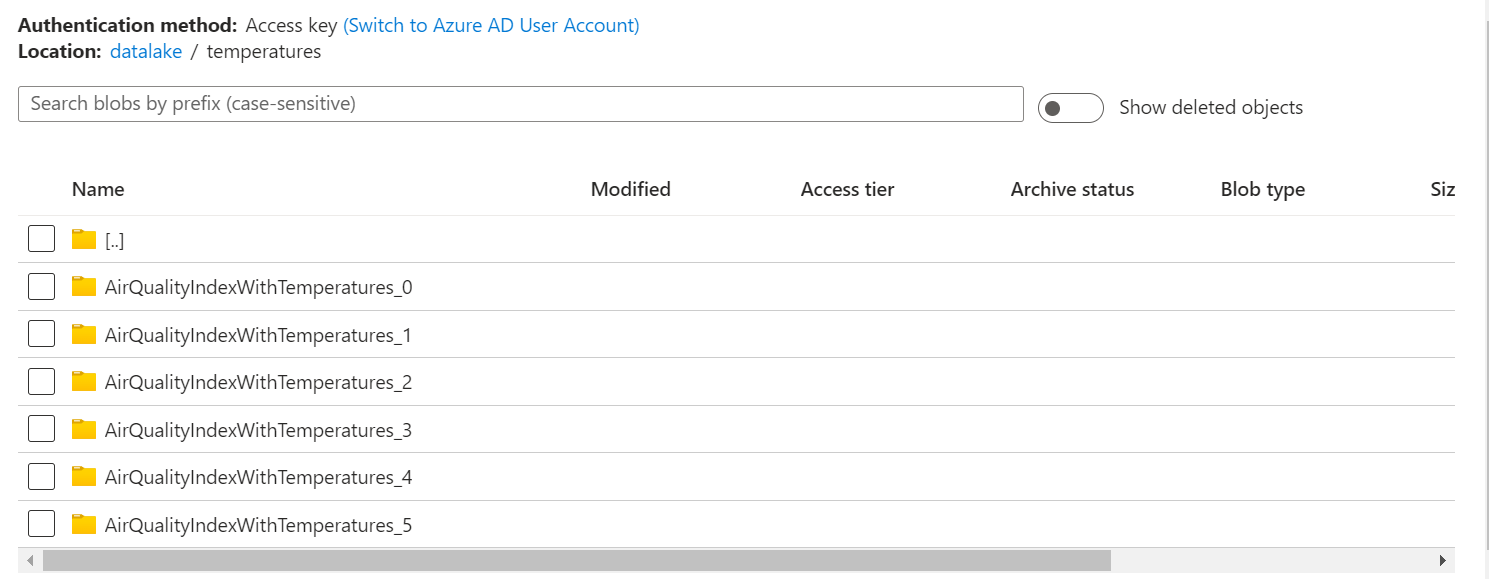 Authentication method: Access key (Switch to Azure AD User Account)
Location: datalake / temperatures
Search blobs by prefix (case-sensitive)
Show deleted objects
Name Modified Access tier Archive status Blob type Siz
[..]
AirQualityIndexWithTemperatures_0
AirQualityIndexWithTemperatures_1
AirQualityIndexWithTemperatures_2
AirQualityIndexWithTemperatures_3
AirQualityIndexWithTemperatures_4
AirQualityIndexWithTemperatures_5